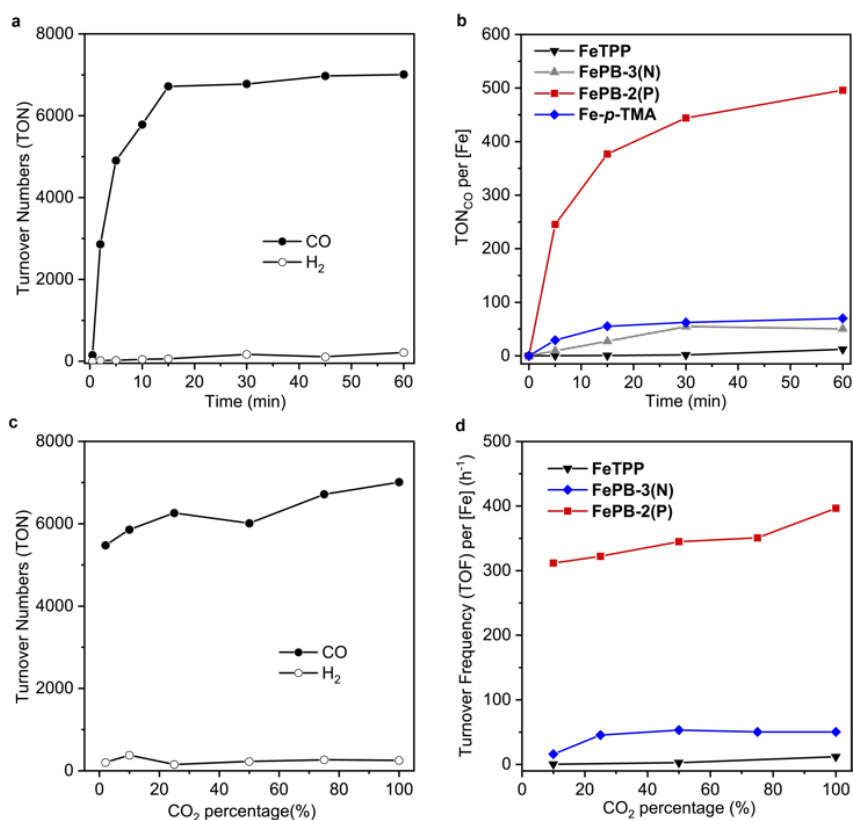 a
8000
6000
4000
2000
0
Turnover Numbers (TON)
CO
H₂
0 10 20 30 40 50 60
Time (min)
b
600
500
400
300
200
100
0
TON_CO per [Fe]
FeTPP
FePB-3(N)
FePB-2(P)
Fe-p-TMA
0 10 20 30 40 50 60
Time (min)
c
8000
6000
4000
2000
0
Turnover Numbers (TON)
CO
H₂
0 20 40 60 80 100
CO₂ percentage(%)
d
500
400
300
200
100
0
Turnover Frequency (TOF) per [Fe] (h⁻¹)
FeTPP
FePB-3(N)
FePB-2(P)
0 20 40 60 80 100
CO₂ percentage (%)